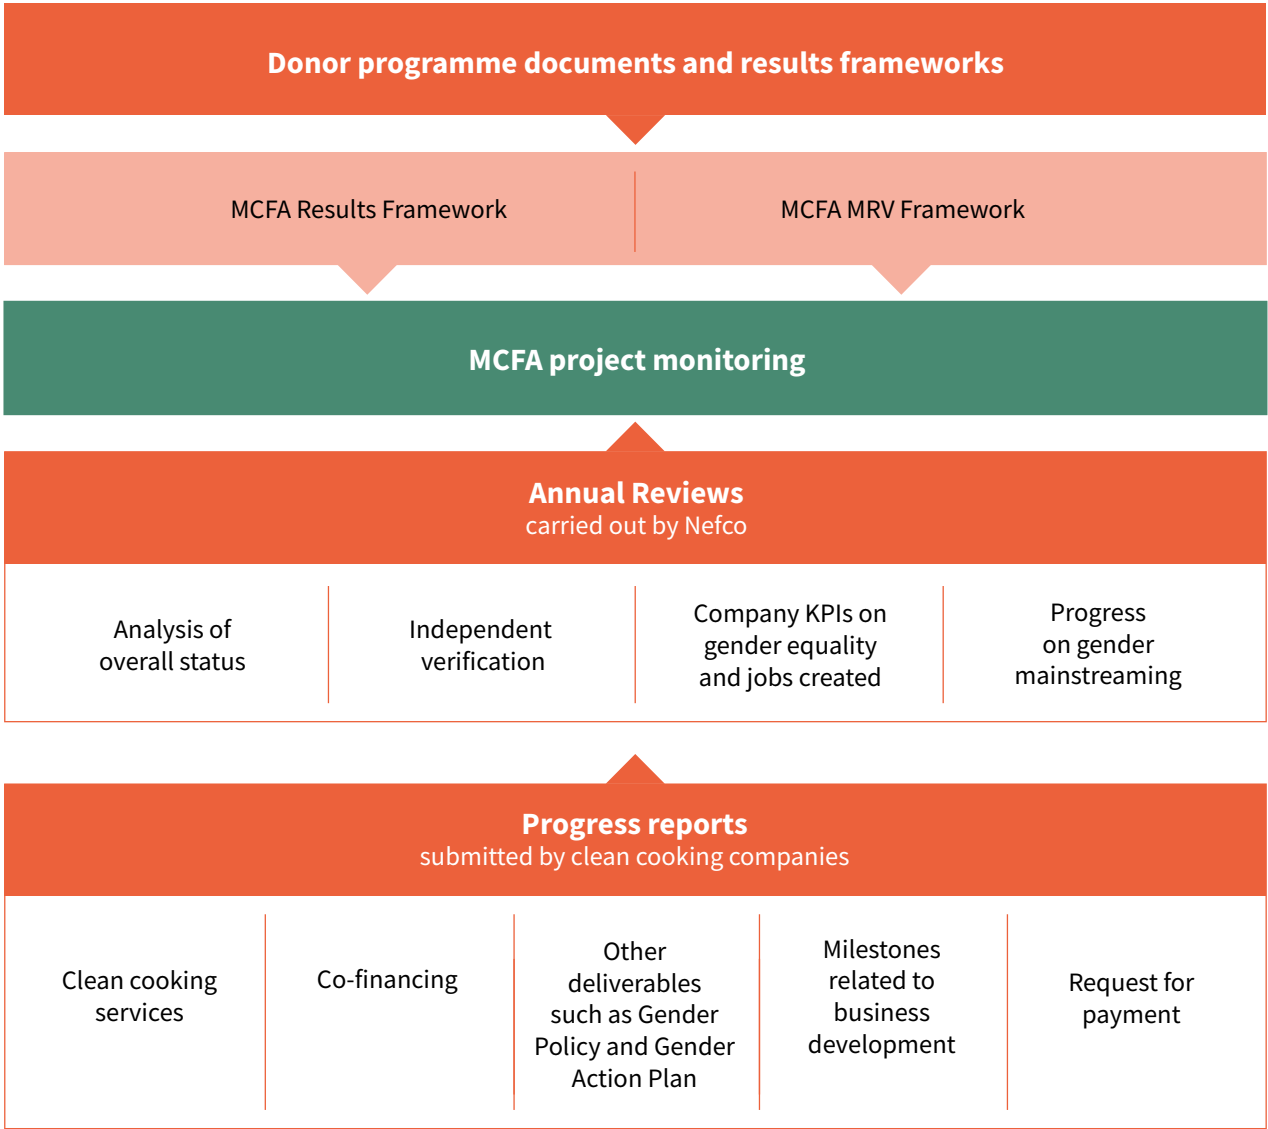 Donor programme documents and results frameworks
MCFA Results Framework
MCFA MRV Framework
MCFA project monitoring
Annual Reviews
carried out by Nefco
Analysis of
overall status
Independent
verification
Company KPIs on
gender equality
and jobs created
Progress
on gender
mainstreaming
Progress reports
submitted by clean cooking companies
Clean cooking
services
Co-financing
Other
deliverables
such as Gender
Policy and Gender
Action Plan
Milestones
related to
business
development
Request for
payment